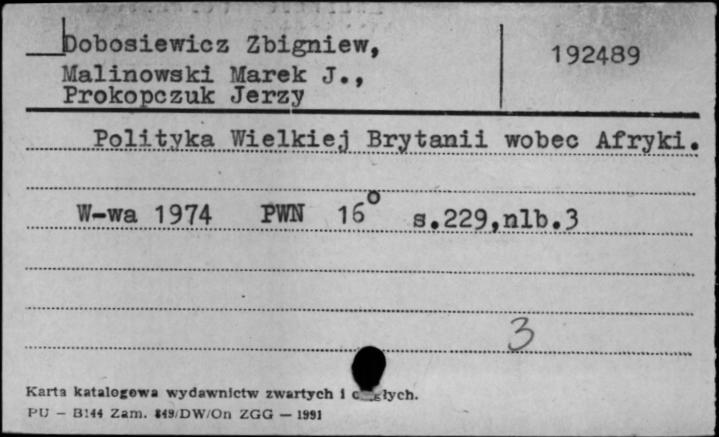 Dobosiewicz Zbigniew,
192489
Malinowski Marek J.,
Prokopczuk Jerzy
Polityka Wielkiej Brytanii wobec Afryki.
W-wa 1974 PWN 16° s.229,nlb.3
3
Karta katalogowa wydawnictw zwartych i
PU - B144 Zam. 849/DW/On ZGG - 1991